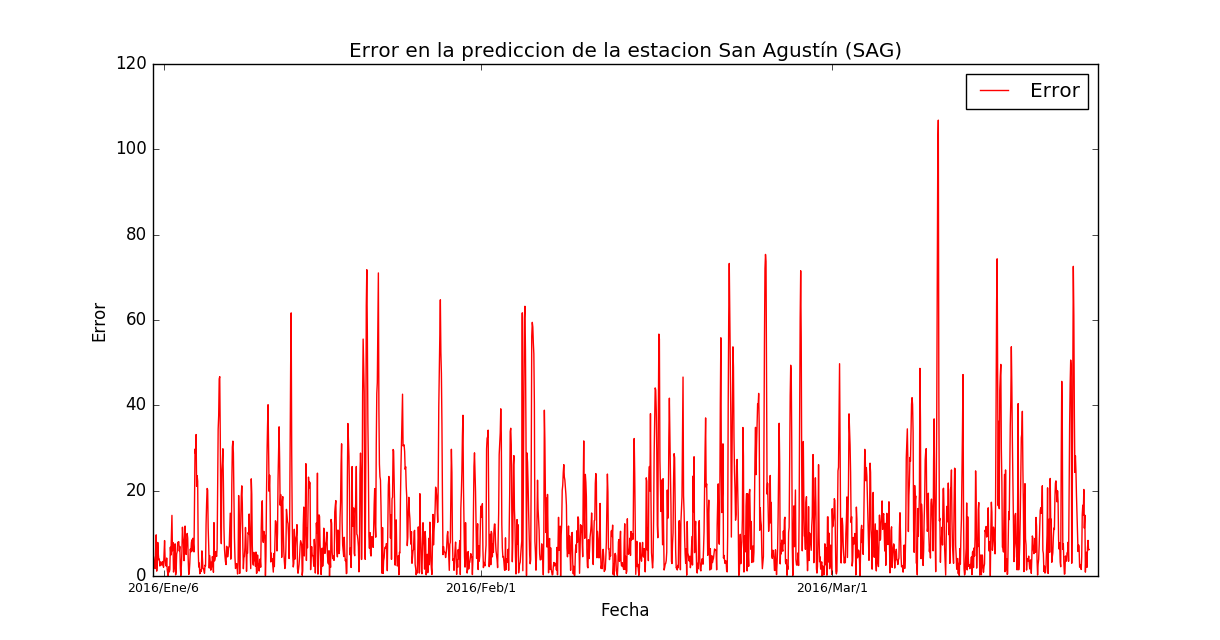 Error en la prediccion de la estacion San Agustín (SAG)
120
100
80
60
40
20
0
Error
Error
2016/Ene/6
2016/Feb/1
2016/Mar/1
Fecha